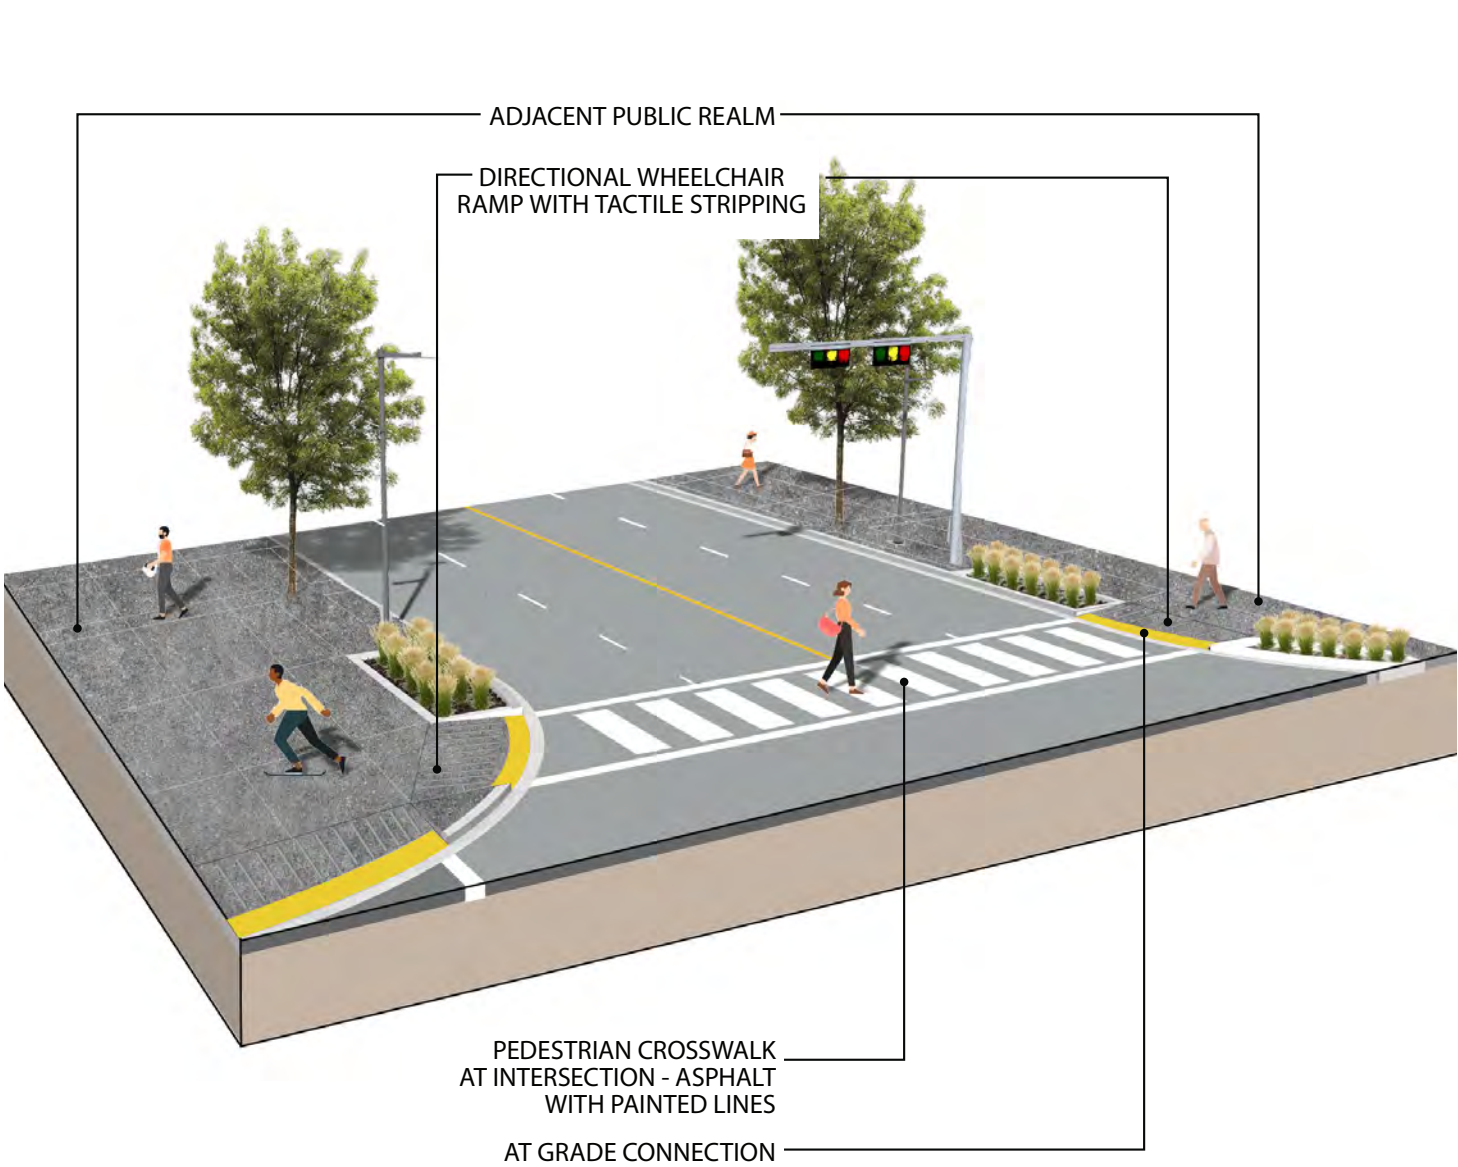 ADJACENT PUBLIC REALM
DIRECTIONAL WHEELCHAIR
RAMP WITH TACTILE STRIPPING
PEDESTRIAN CROSSWALK
AT INTERSECTION - ASPHALT
WITH PAINTED LINES
AT GRADE CONNECTION